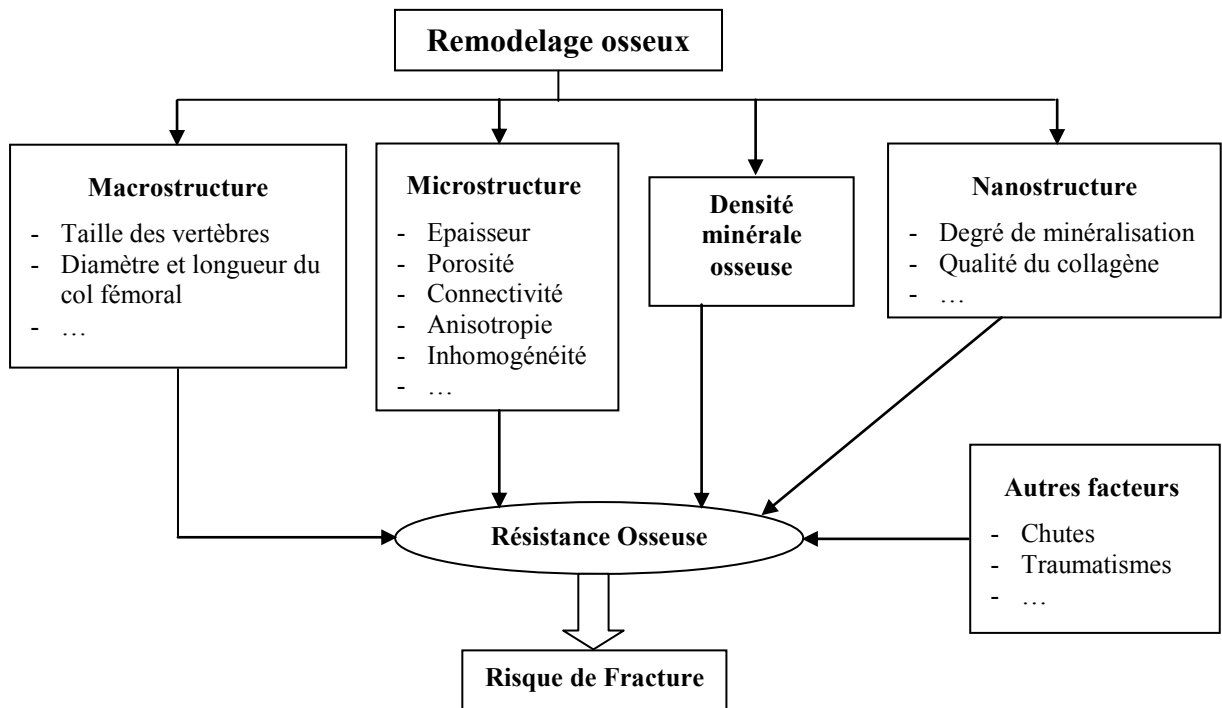 Remodelage osseux
Macrostructure
- Taille des vertèbres
- Diamètre et longueur du
col fémoral
- …
Microstructure
- Epaisseur
- Porosité
- Connectivité
- Anisotropie
- Inhomogénéité
- …
Densité
minérale
osseuse
Nanostructure
- Degré de minéralisation
- Qualité du collagène
- …
Autres facteurs
- Chutes
- Traumatismes
- …
Résistance Osseuse
Risque de Fracture